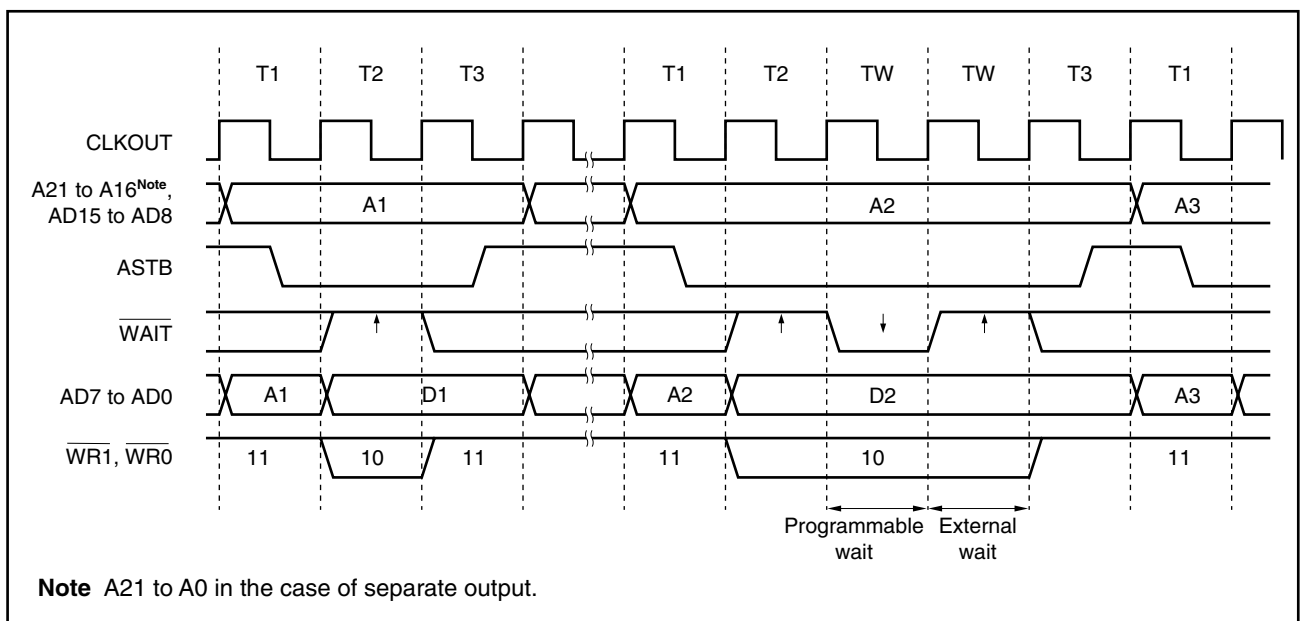 T1 T2 T3 T1 T2 TW TW T3 T1
CLKOUT
A21 to A16Note,
AD15 to AD8
A1 A2 A3
ASTB
WAIT
AD7 to AD0
A1 D1 A2 D2 A3
WR1, WR0
11 10 11 11 10 11
Programmable
wait
External
wait
Note A21 to A0 in the case of separate output.